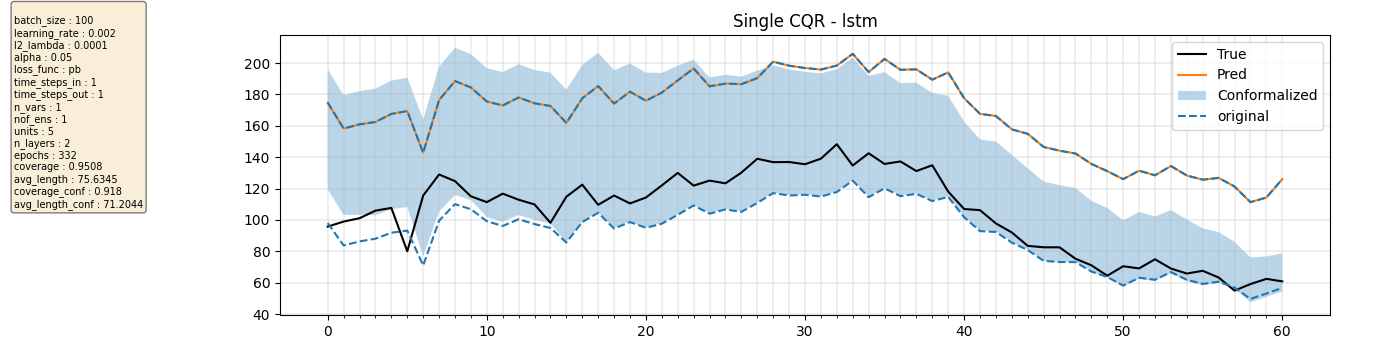 batch_size : 100
learning_rate : 0.002
l2_lambda : 0.0001
alpha : 0.05
loss_func : pb
time_steps_in : 1
time_steps_out : 1
n_vars : 1
nof_ens : 1
units : 5
n_layers : 2
epochs : 332
coverage : 0.9508
avg_length : 75.6345
coverage_conf : 0.918
avg_length_conf : 71.2044
Single CQR - lstm
True
Pred
Conformalized
original
200
180
160
140
120
100
80
60
40
0 10 20 30 40 50 60